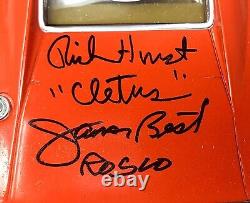 Rick Hurst
"Cletus"
James Best
ROSCO